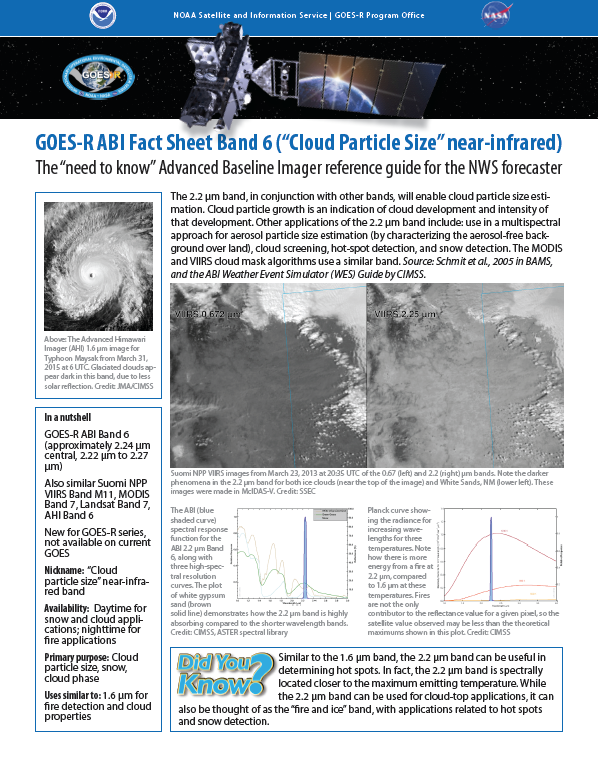 NOAA Satellite and Information Service | GOES-R Program Office
NASA
GOES-R
GOES-R ABI Fact Sheet Band 6 (“Cloud Particle Size” near-infrared)
The “need to know” Advanced Baseline Imager reference guide for the NWS forecaster
Above: The Advanced Himawari
Imager (AHI) 1.6 µm image for
Typhoon Maysak from March 31,
2015 at 6 UTC. Glaciated clouds ap-
pear dark in this band, due to less
solar reflection. Credit: JMA/CIMSS
In a nutshell
GOES-R ABI Band 6
(approximately 2.24 µm
central, 2.22 µm to 2.27
µm)
Also similar Suomi NPP
VIIRS Band M11, MODIS
Band 7, Landsat Band 7,
AHI Band 6
New for GOES-R series,
not available on current
GOES
Nickname: “Cloud
particle size” near-infra-
red band
Availability: Daytime for
snow and cloud appli-
cations; nighttime for
fire applications
Primary purpose: Cloud
particle size, snow,
cloud phase
Uses similar to: 1.6 µm for
fire detection and cloud
properties
The 2.2 µm band, in conjunction with other bands, will enable cloud particle size esti-
mation. Cloud particle growth is an indication of cloud development and intensity of
that development. Other applications of the 2.2 µm band include: use in a multispectral
approach for aerosol particle size estimation (by characterizing the aerosol-free back-
ground over land), cloud screening, hot-spot detection, and snow detection. The MODIS
and VIIRS cloud mask algorithms use a similar band. Source: Schmit et al., 2005 in BAMS,
and the ABI Weather Event Simulator (WES) Guide by CIMSS.
VIIRS 0.672 µm
VIIRS 2.25 µm
Suomi NPP VIIRS images from March 23, 2013 at 20:35 UTC of the 0.67 (left) and 2.2 (right) µm bands. Note the darker
phenomena in the 2.2 µm band for both ice clouds (near the top of the image) and White Sands, NM (lower left). These
images were made in McIDAS-V. Credit: SSEC
The ABI (blue
shaded curve)
spectral response
function for the
ABI 2.2 µm Band
6, along with
three high-spec-
tral resolution
curves. The plot
of white gypsum
sand (brown
solid line) demonstrates how the 2.2 µm band is highly
absorbing compared to the shorter wavelength bands.
Credit: CIMSS, ASTER spectral library
Planck curve show-
ing the radiance for
increasing wave-
lengths for three
temperatures. Note
how there is more
energy from a fire at
2.2 µm, compared
to 1.6 µm at these
temperatures. Fires
are not the only
contributor to the reflectance value for a given pixel, so the
satellite value observed may be less than the theoretical
maximums shown in this plot. Credit: CIMSS
Did You
Know?
Similar to the 1.6 µm band, the 2.2 µm band can be useful in
determining hot spots. In fact, the 2.2 µm band is spectrally
located closer to the maximum emitting temperature. While
the 2.2 µm band can be used for cloud-top applications, it can
also be thought of as the “fire and ice” band, with applications related to hot spots
and snow detection.